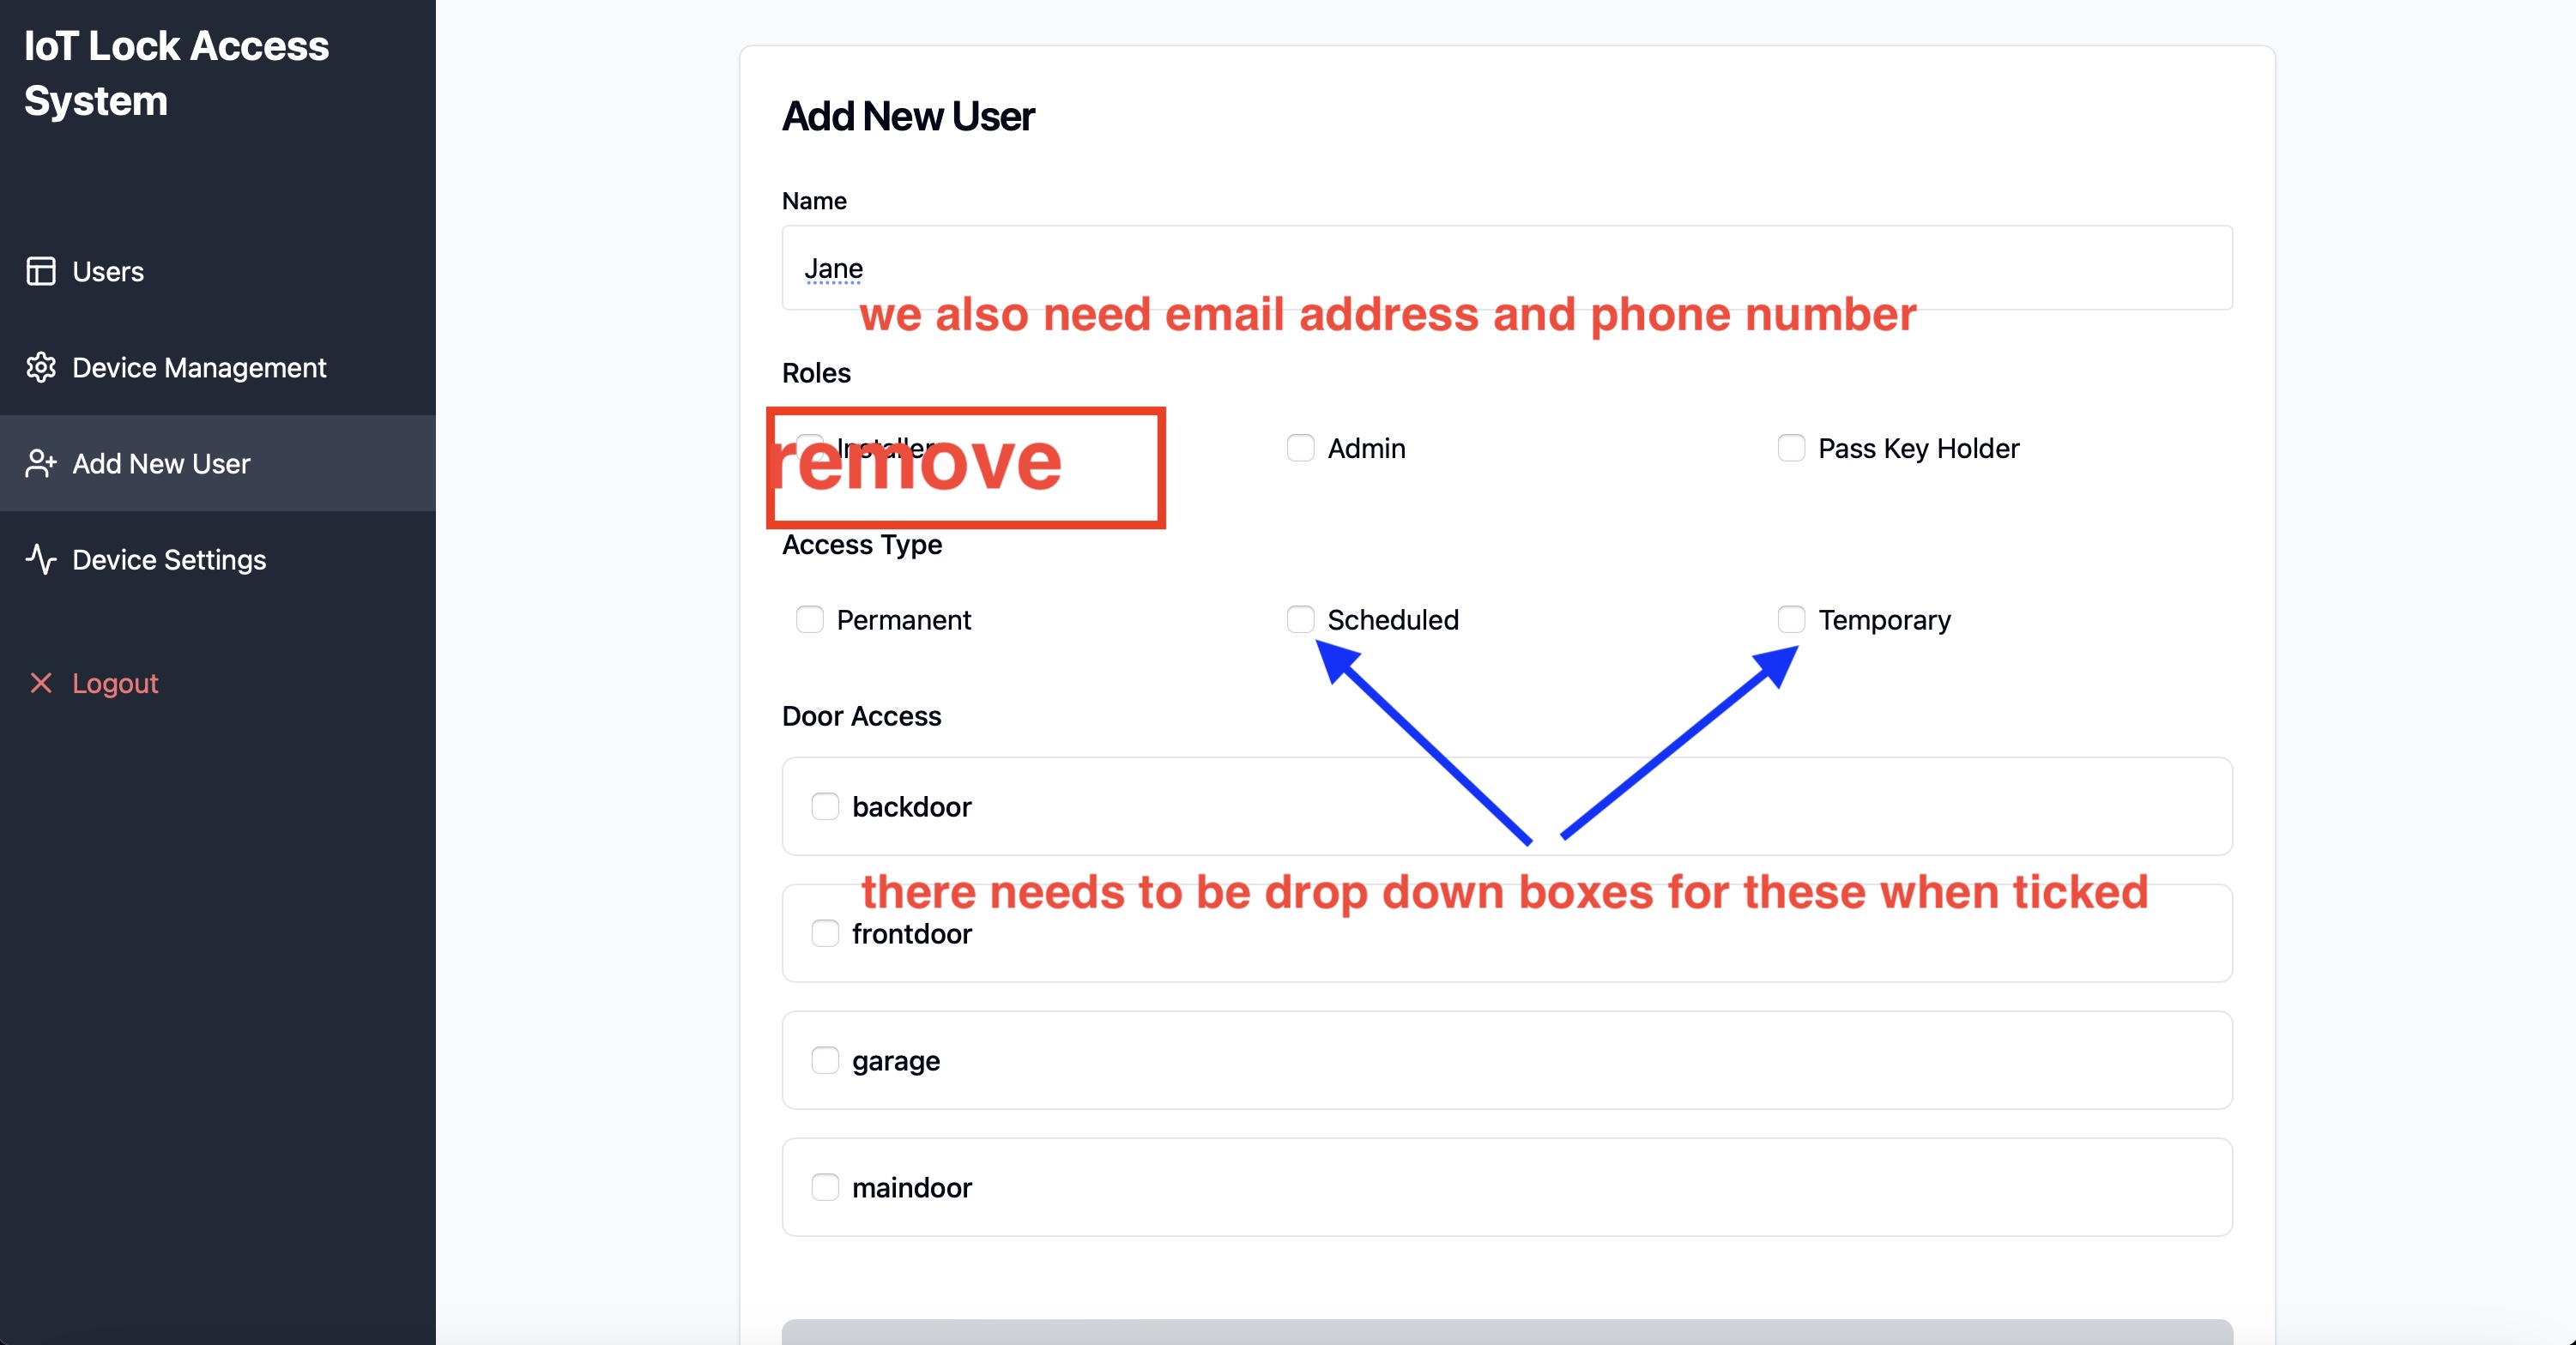 IoT Lock Access
System
Users
Device Management
Add New User
Device Settings
Logout
Add New User
Name
Jane
we also need email address and phone number
Roles
Installer
remove
Admin
Pass Key Holder
Access Type
Permanent
Scheduled
Temporary
Door Access
backdoor
there needs to be drop down boxes for these when ticked
frontdoor
garage
maindoor